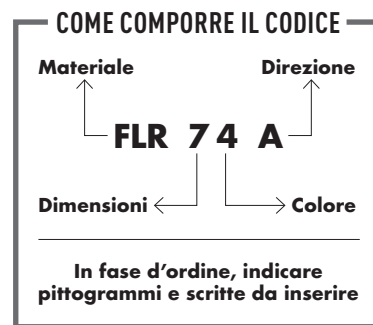 COME COMPORRE IL CODICE
Materiale Direzione
FLR 7 4 A
Dimensioni Colore
In fase d'ordine, indicare
pittogrammi e scritte da inserire